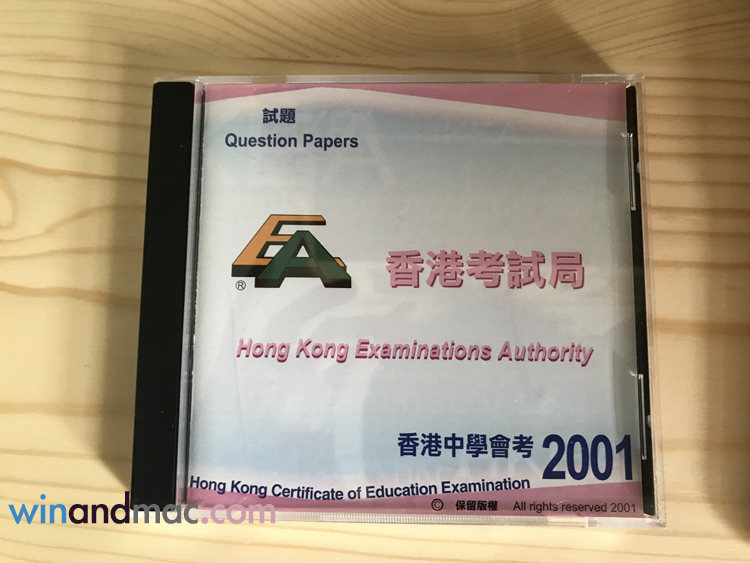 試題
Question Papers
EA
®
香港考試局
Hong Kong Examinations Authority
香港中學會考 2001
Hong Kong Certificate of Education Examination
© 保留版權 All rights reserved 2001
winandmac.com